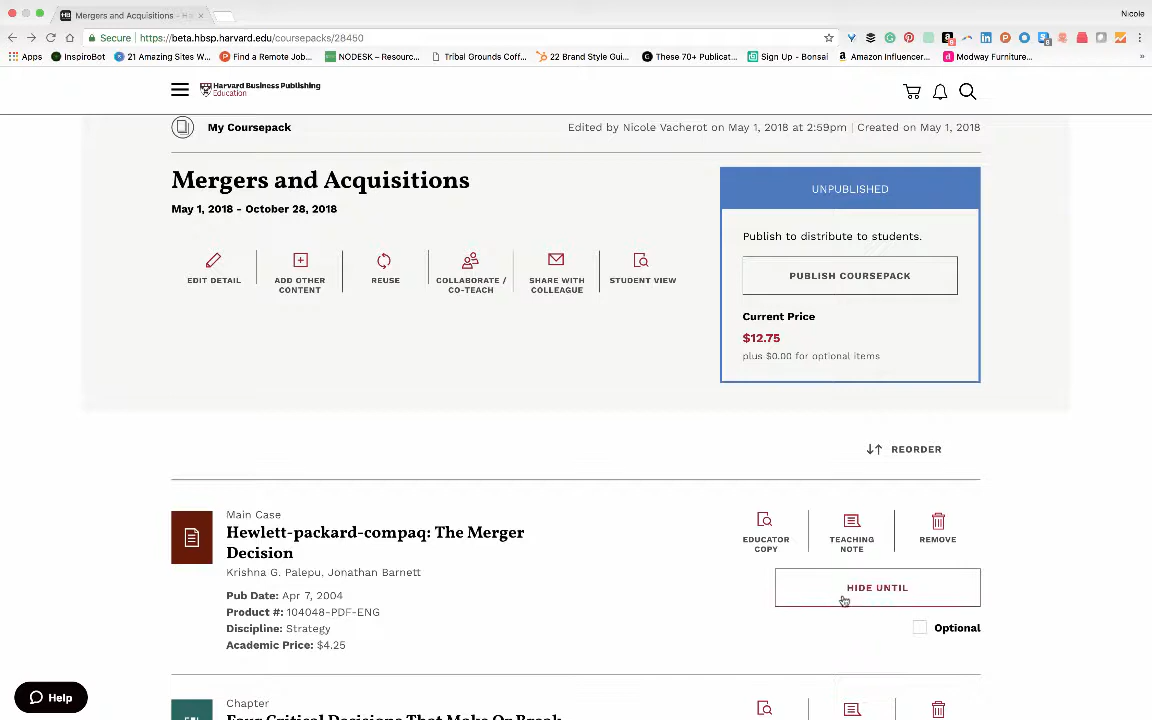 Mergers and Acquisitions - Ha
Nicole
Secure | https://beta.hbsp.harvard.edu/coursepacks/28450
Apps InspiroBot 21 Amazing Sites W... Find a Remote Job... NODESK – Resourc... Tribal Grounds Coff... 22 Brand Style Gui... These 70+ Publicat... Sign Up - Bonsai Amazon Influencer... Modway Furniture... »
Harvard Business Publishing
Education
My Coursepack Edited by Nicole Vacherot on May 1, 2018 at 2:59pm | Created on May 1, 2018
Mergers and Acquisitions
May 1, 2018 - October 28, 2018
UNPUBLISHED
Publish to distribute to students.
PUBLISH COURSEPACK
Current Price
$12.75
plus $0.00 for optional items
EDIT DETAIL
ADD OTHER
CONTENT
REUSE
COLLABORATE /
CO-TEACH
SHARE WITH
COLLEAGUE
STUDENT VIEW
REORDER
Main Case
Hewlett-packard-compaq: The Merger
Decision
Krishna G. Palepu, Jonathan Barnett
Pub Date: Apr 7, 2004
Product #: 104048-PDF-ENG
Discipline: Strategy
Academic Price: $4.25
EDUCATOR
COPY
TEACHING
NOTE
REMOVE
HIDE UNTIL
Optional
Chapter
Four Critical Decisions That Make Or Break
Help